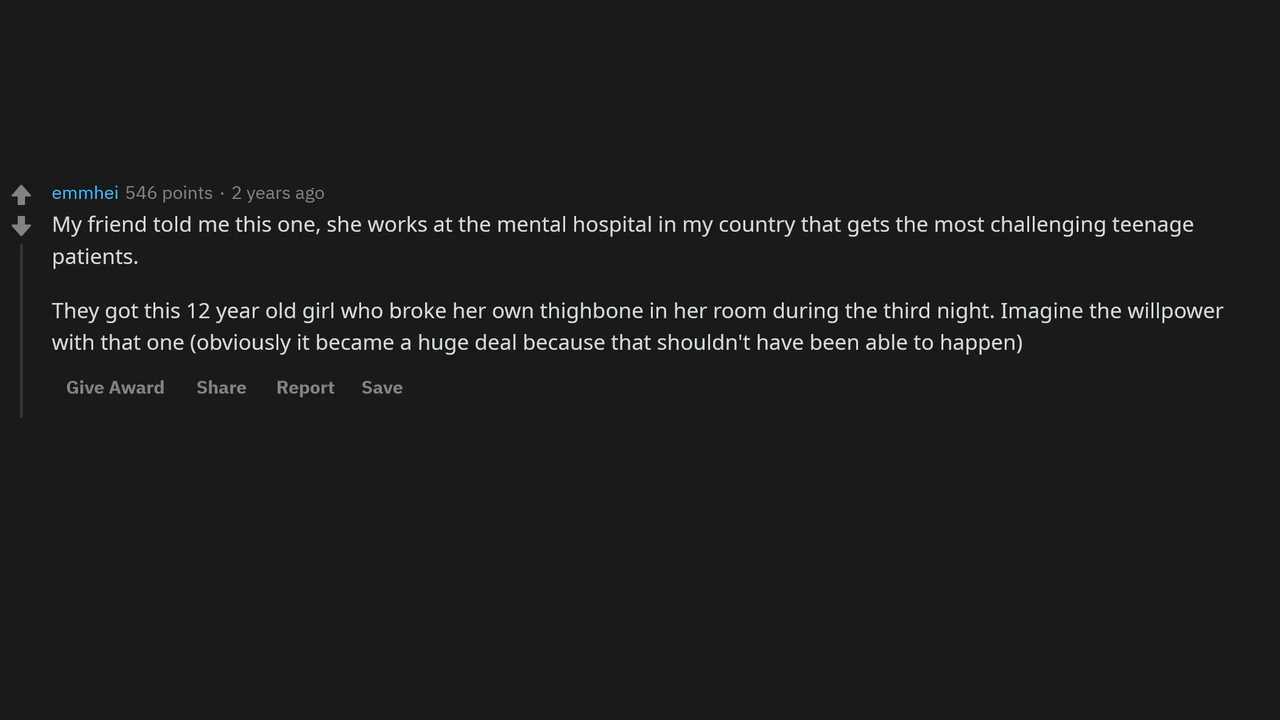 emmhei 546 points · 2 years ago
My friend told me this one, she works at the mental hospital in my country that gets the most challenging teenage
patients.
They got this 12 year old girl who broke her own thighbone in her room during the third night. Imagine the willpower
with that one (obviously it became a huge deal because that shouldn't have been able to happen)
Give Award Share Report Save